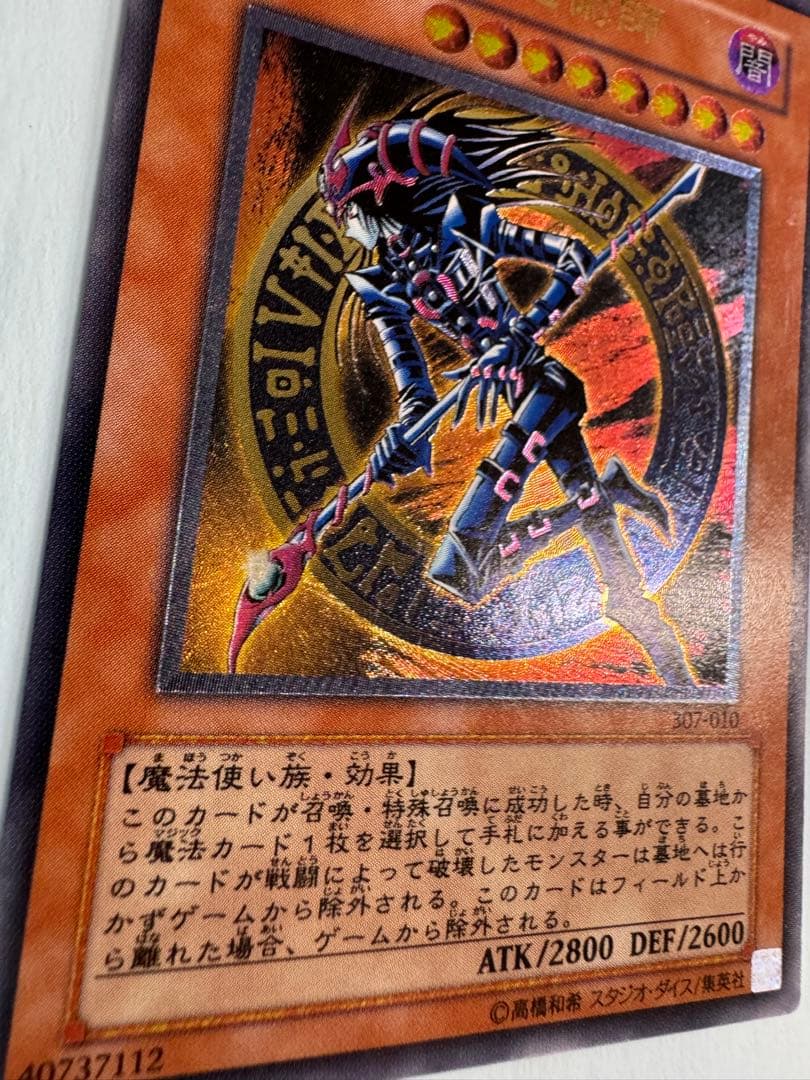 闇
307-010
【魔法使い族・効果】
このカードが召喚・特殊召喚に成功した時、自分の墓地か
ら魔法カード1枚を選択して手札に加える事ができる。こ
のカードが戦闘によって破壊したモンスターは墓地へは行
かずゲームから除外される。このカードはフィールド上か
ら離れた場合、ゲームから除外される。
ATK/2800 DEF/2600
40737112
©高橋和希 スタジオ・ダイス/集英社